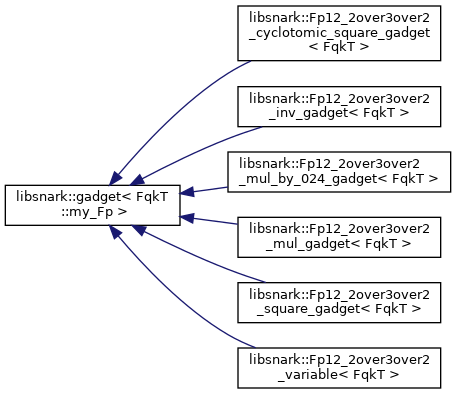 libsnark::Fp12_2over3over2
_cyclotomic_square_gadget
< FqkT >
libsnark::Fp12_2over3over2
_inv_gadget< FqkT >
libsnark::Fp12_2over3over2
_mul_by_024_gadget< FqkT >
libsnark::gadget< FqkT
::my_Fp >
libsnark::Fp12_2over3over2
_mul_gadget< FqkT >
libsnark::Fp12_2over3over2
_square_gadget< FqkT >
libsnark::Fp12_2over3over2
_variable< FqkT >